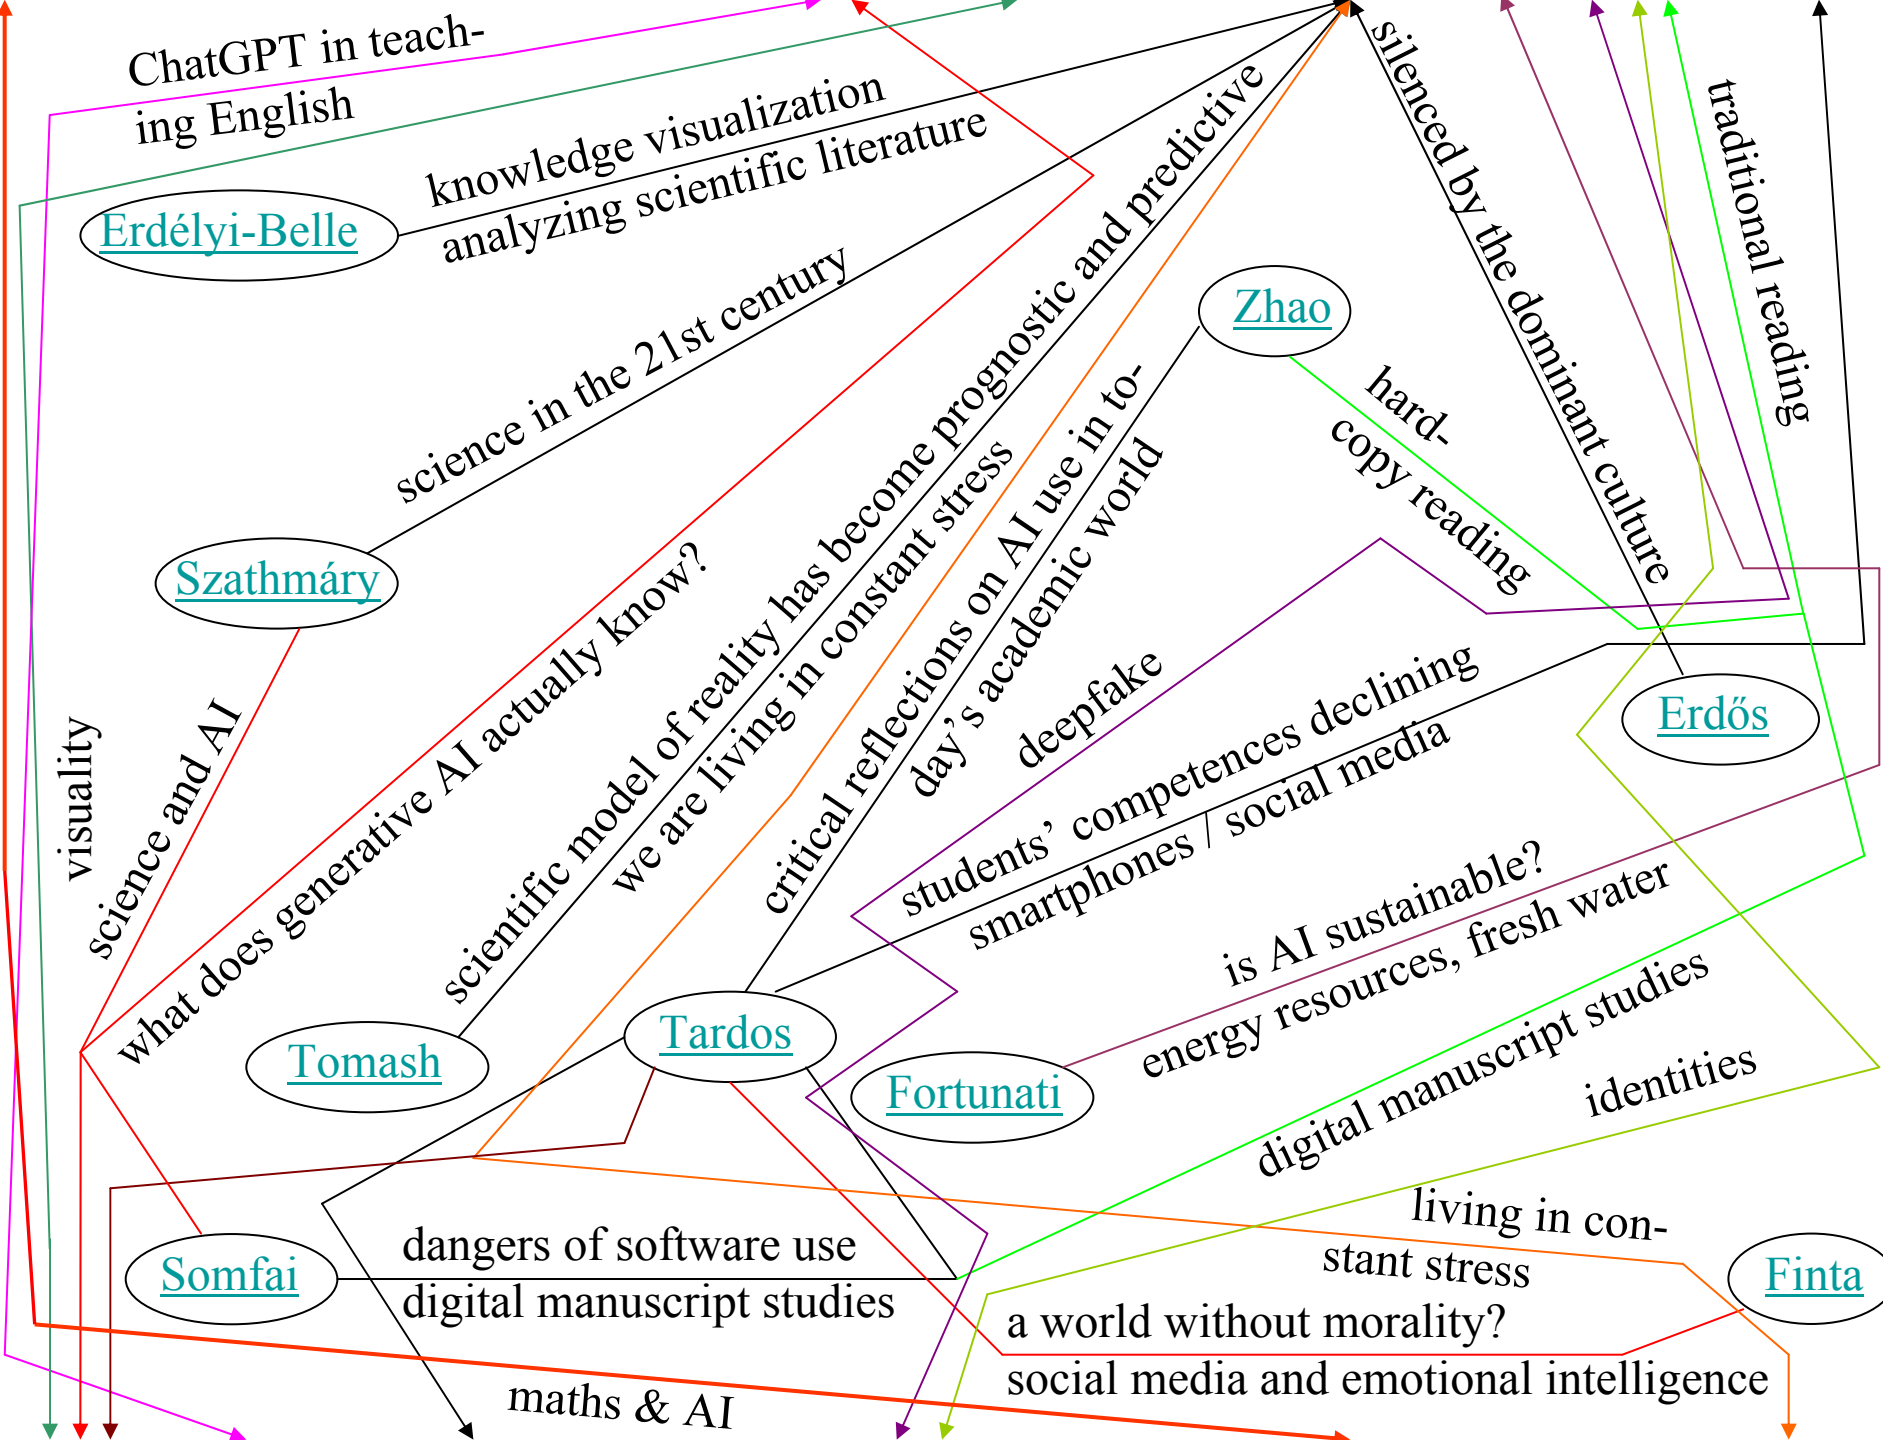 ChatGPT in teach-
ing English
knowledge visualization
analyzing scientific literature
Erdélyi-Belle
silenced by the dominant culture
traditional reading
Zhao
hard-
copy reading
science in the 21st century
scientific model of reality has become prognostic and predictive
we are living in constant stress
critical reflections on AI use in to-
day’s academic world
Szathmáry
science and AI
what does generative AI actually know?
visuality
deepfake
students’ competences declining
smartphones / social media
Erdős
is AI sustainable?
energy resources, fresh water
Tomash
Tardos
Fortunati
digital manuscript studies
identities
living in con-
stant stress
Somfai
dangers of software use
digital manuscript studies
Finta
a world without morality?
social media and emotional intelligence
maths & AI